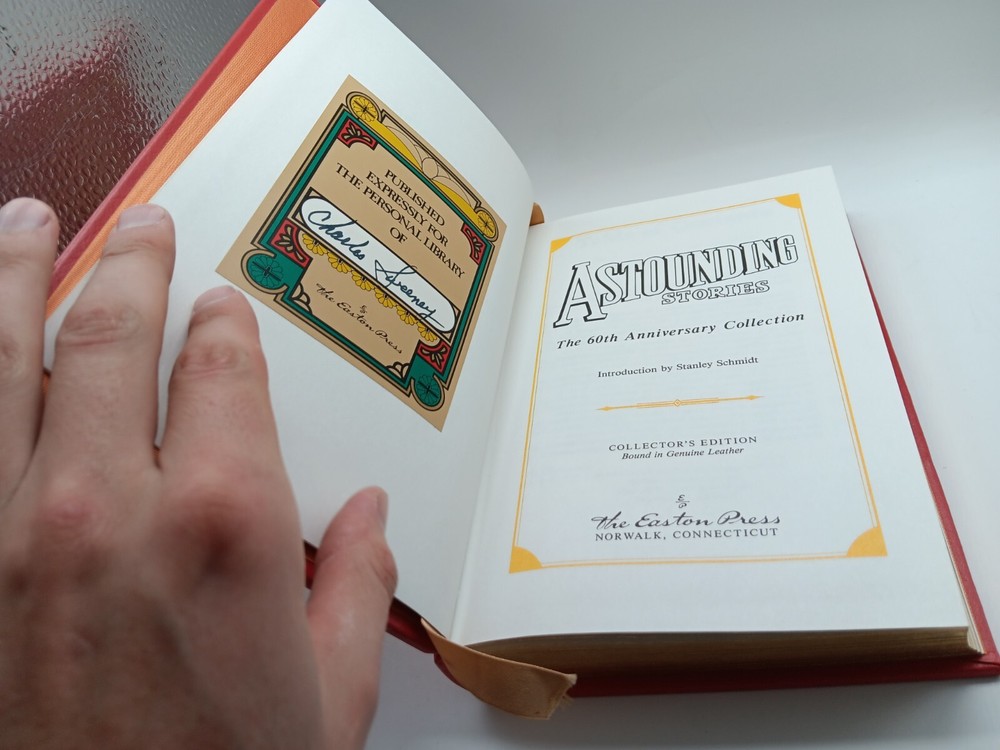 PUBLISHED
EXPRESSLY FOR
THE PERSONAL LIBRARY
OF
Charles Sweeney
The Easton Press
ASTOUNDING
STORIES
The 60th Anniversary Collection
Introduction by Stanley Schmidt
COLLECTOR'S EDITION
Bound in Genuine Leather
E
P
The Easton Press
NORWALK, CONNECTICUT